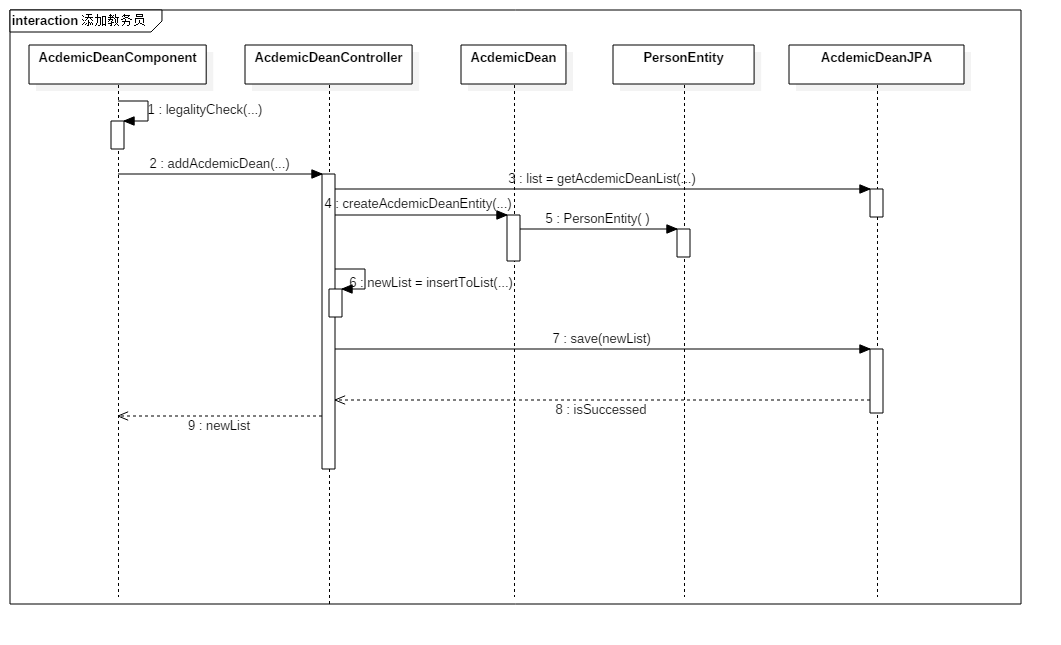 interaction 添加教务员
AcdemicDeanComponent
AcdemicDeanController
AcdemicDean
PersonEntity
AcdemicDeanJPA
1 : legalityCheck(...)
2 : addAcdemicDean(...)
3 : list = getAcdemicDeanList(...)
4 : createAcdemicDeanEntity(...)
5 : PersonEntity( )
6 : newList = insertToList(...)
7 : save(newList)
8 : isSuccessed
9 : newList